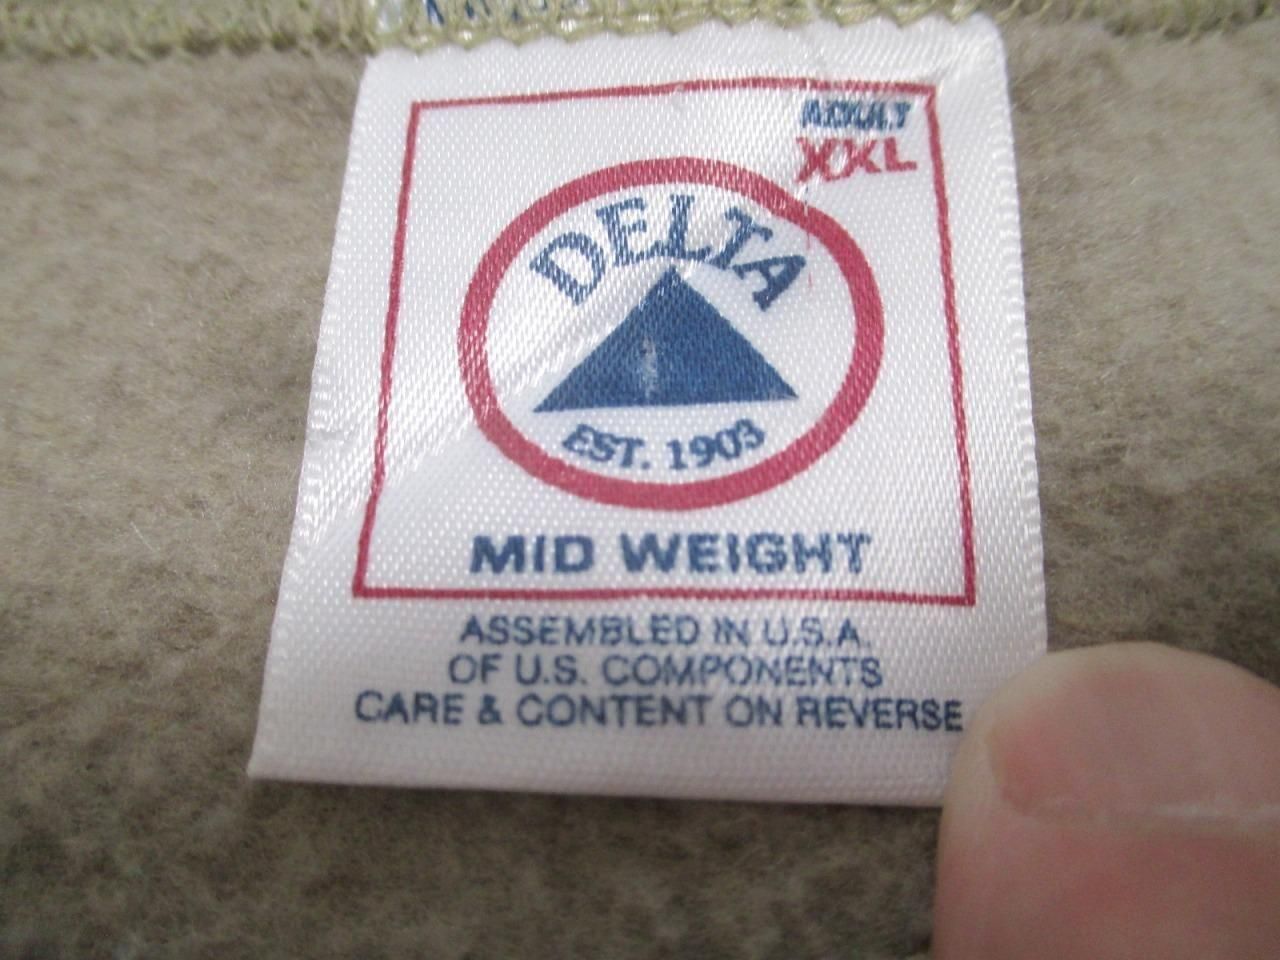 ADULT
XXL
DELTA
EST. 1903
MID WEIGHT
ASSEMBLED IN U.S.A.
OF U.S. COMPONENTS
CARE & CONTENT ON REVERSE